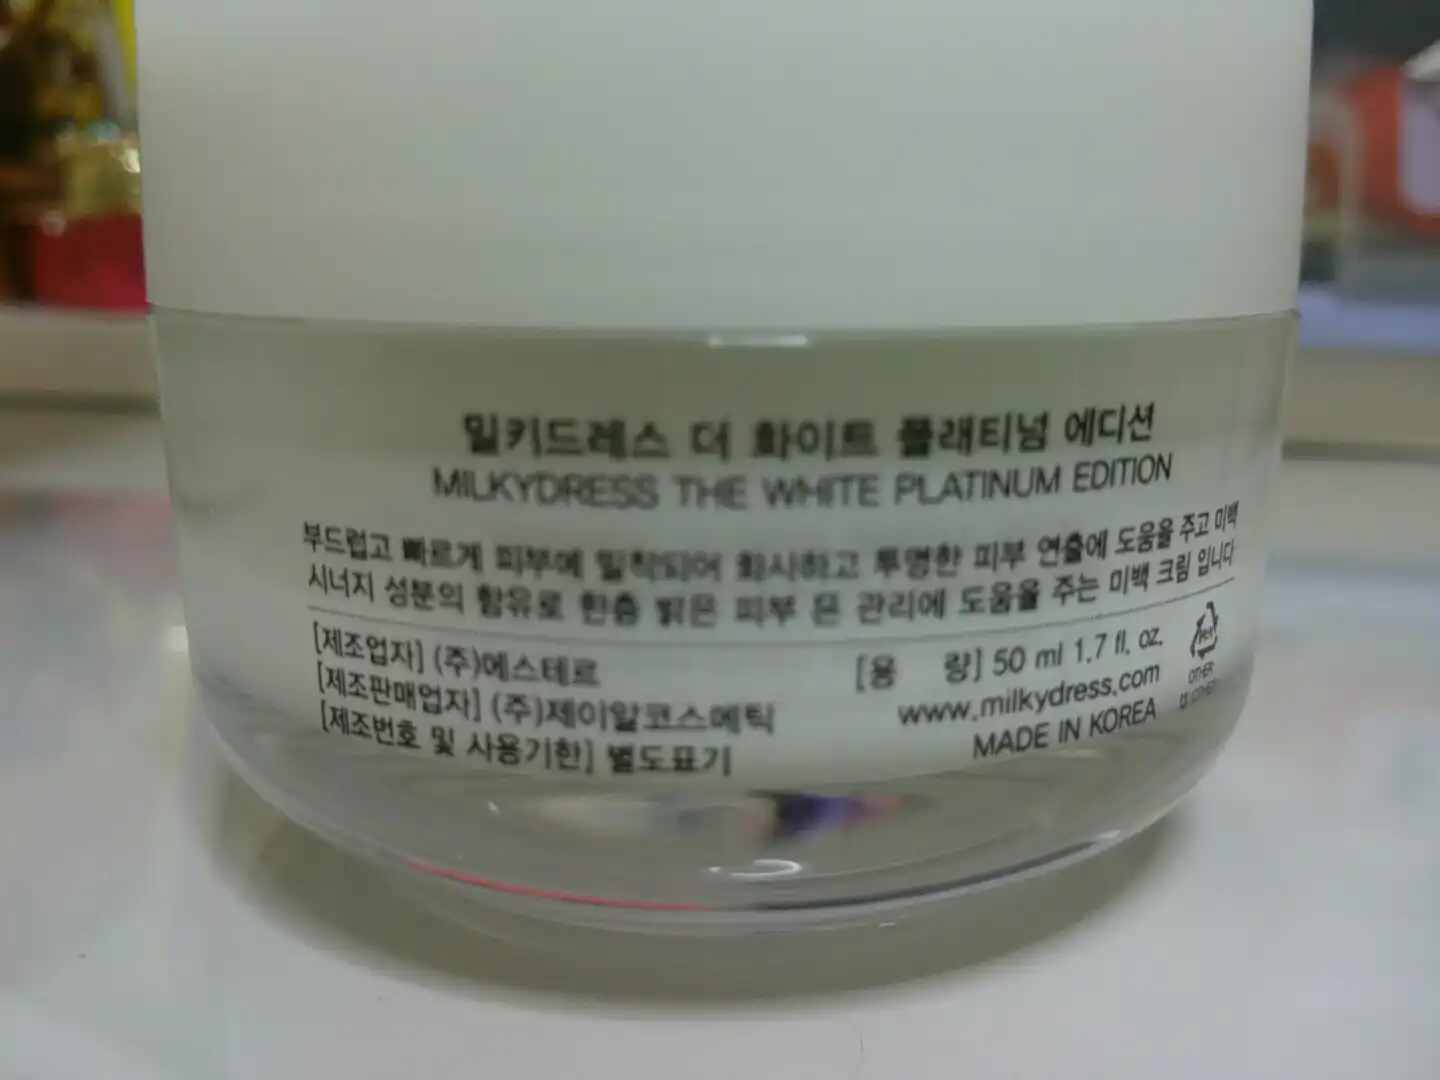 밀키드레스 더 화이트 플래티넘 에디션
MILKYDRESS THE WHITE PLATINUM EDITION
부드럽고 빠르게 피부에 밀착되어 화사하고 투명한 피부 연출에 도움을 주고 미백
시너지 성분의 함유로 한층 밝은 피부 톤 관리에 도움을 주는 미백 크림 입니다
[제조업자] (주)에스테르
[제조판매업자] (주)제이알코스메틱
[제조번호 및 사용기한] 별도표기
[용 량] 50 ml 1.7 fl. oz.
www.milkydress.com
MADE IN KOREA
OTHER